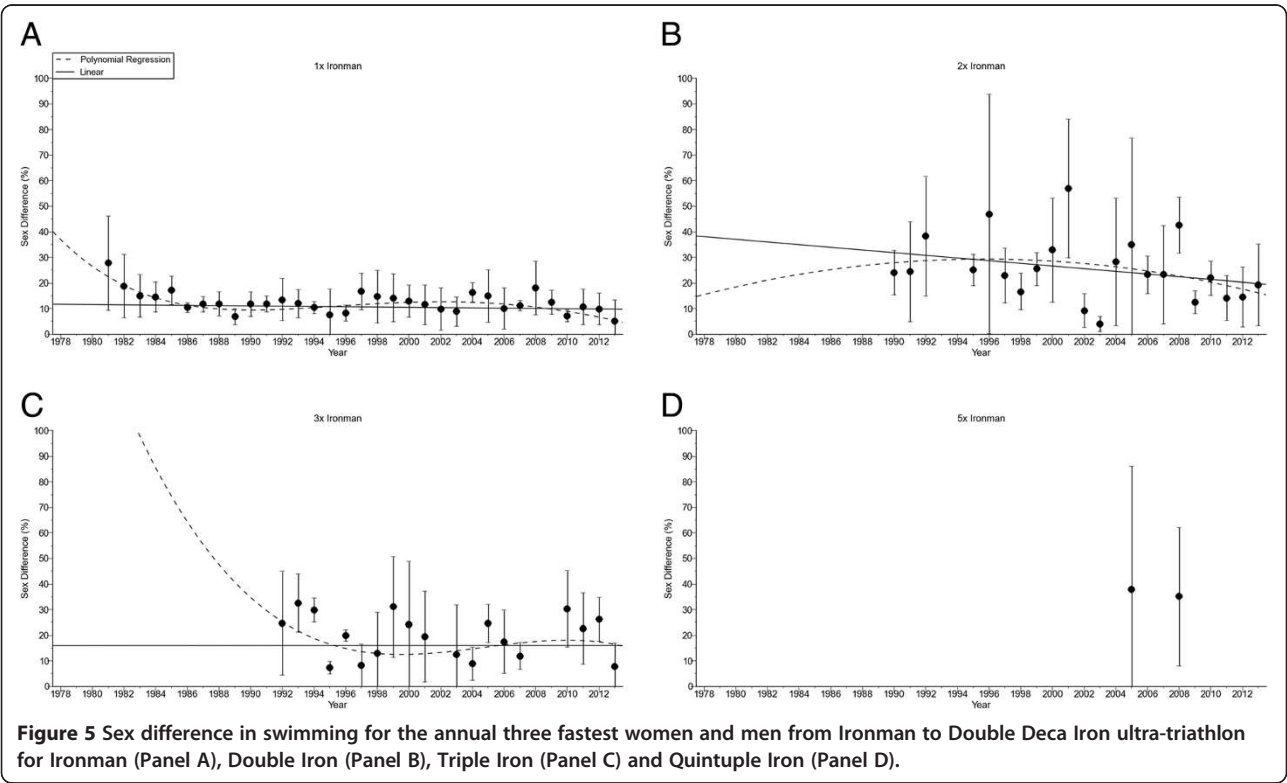 A
Polynomial Regression
Linear
1x Ironman
100
90
80
70
60
50
40
30
20
10
0
Sex Difference (%)
1978 1980 1982 1984 1986 1988 1990 1992 1994 1996 1998 2000 2002 2004 2006 2008 2010 2012
Year
B
2x Ironman
100
90
80
70
60
50
40
30
20
10
0
Sex Difference (%)
1978 1980 1982 1984 1986 1988 1990 1992 1994 1996 1998 2000 2002 2004 2006 2008 2010 2012
Year
C
3x Ironman
100
90
80
70
60
50
40
30
20
10
0
Sex Difference (%)
1978 1980 1982 1984 1986 1988 1990 1992 1994 1996 1998 2000 2002 2004 2006 2008 2010 2012
Year
D
5x Ironman
100
90
80
70
60
50
40
30
20
10
0
Sex Difference (%)
1978 1980 1982 1984 1986 1988 1990 1992 1994 1996 1998 2000 2002 2004 2006 2008 2010 2012
Year
Figure 5 Sex difference in swimming for the annual three fastest women and men from Ironman to Double Deca Iron ultra-triathlon
for Ironman (Panel A), Double Iron (Panel B), Triple Iron (Panel C) and Quintuple Iron (Panel D).